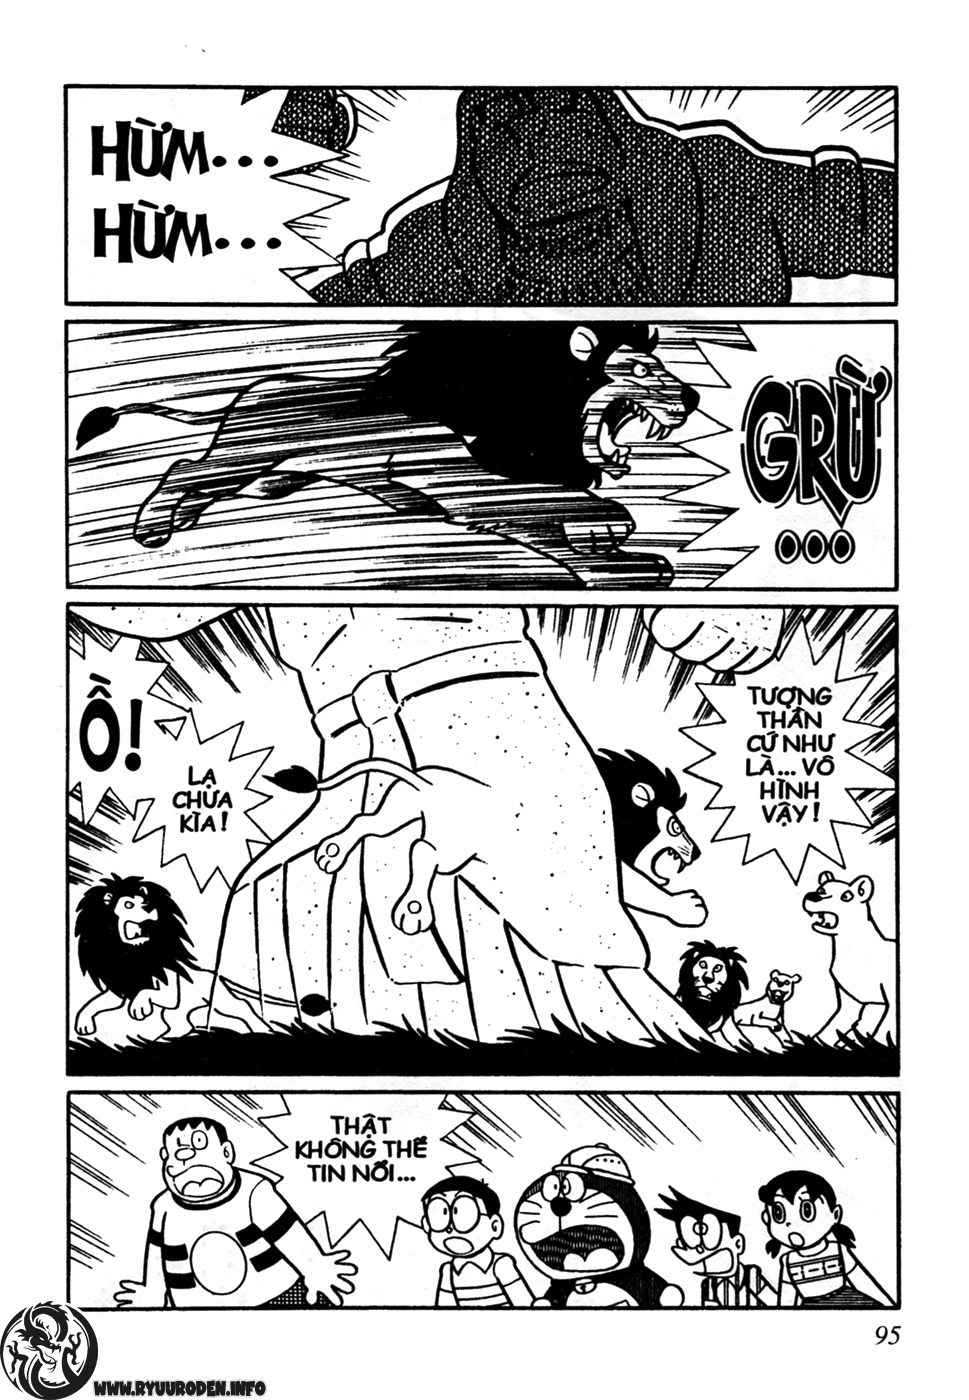 HỪM...
HỪM...
GRỪ
...
Ồ!
LẠ
CHƯA
KÌA!
TƯỢNG
THẦN
CỨ NHƯ
LÀ... VÔ
HÌNH
VẬY!
THẬT
KHÔNG THỂ
TIN NỔI...
95
WWW.RYUURODEN.INFO